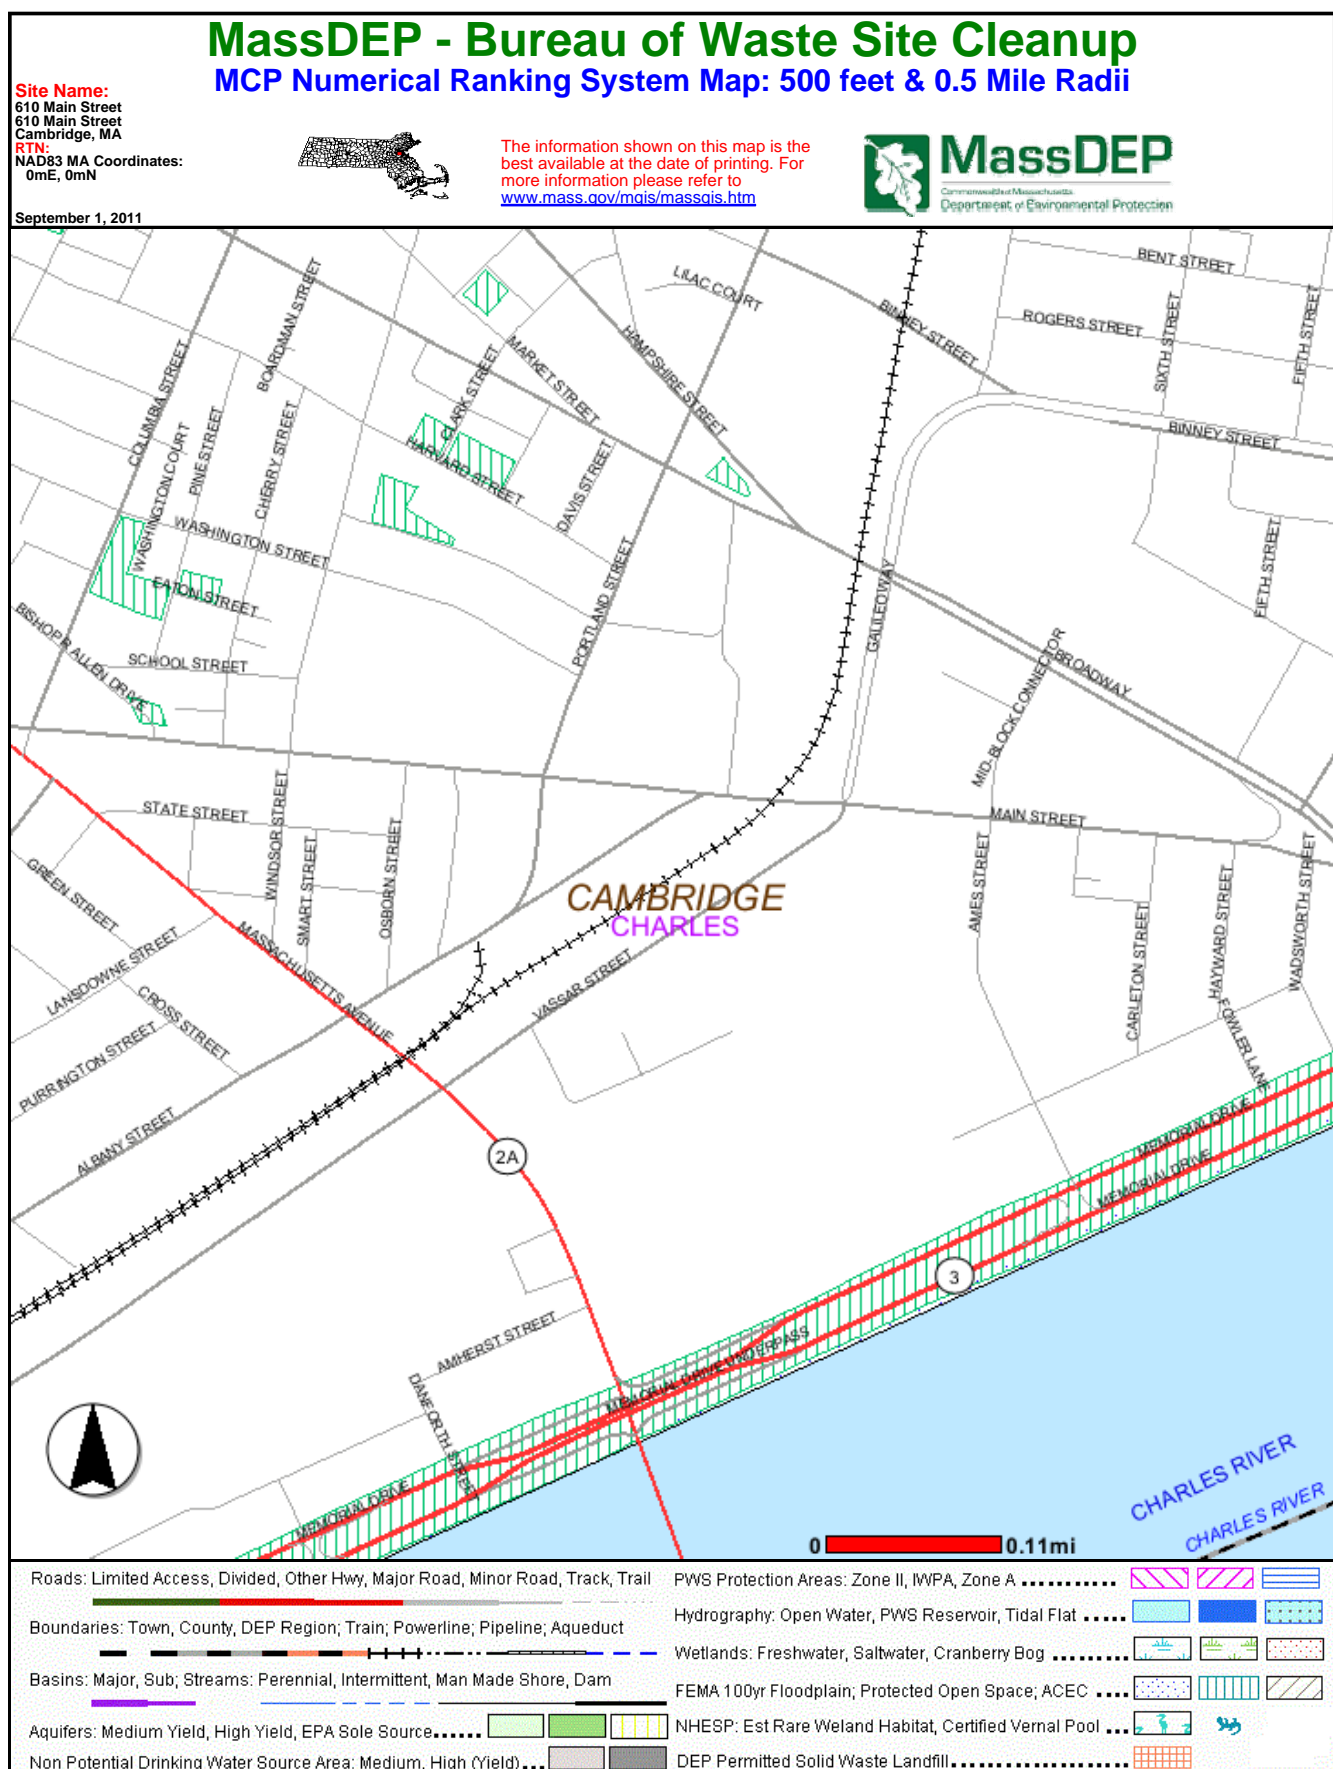 MassDEP - Bureau of Waste Site Cleanup
MCP Numerical Ranking System Map: 500 feet & 0.5 Mile Radii
Site Name:
610 Main Street
610 Main Street
Cambridge, MA
RTN:
NAD83 MA Coordinates:
0mE, 0mN
September 1, 2011
The information shown on this map is the
best available at the date of printing. For
more information please refer to
www.mass.gov/mgis/massgis.htm
MassDEP
Commonwealth of Massachusetts
Department of Environmental Protection
BENT STREET
LILAC COURT
BINNEY STREET
ROGERS STREET
SIXTH STREET
FIFTH STREET
BOARDMAN STREET
HAMPSHIRE STREET
MARKET STREET
CLARK STREET
COLUMBIA STREET
WASHINGTON COURT
PINE STREET
CHERRY STREET
HARVARD STREET
DAVIS STREET
BINNEY STREET
WASHINGTON STREET
EATON STREET
BISHOP R ALLEN DRIVE
SCHOOL STREET
PORTLAND STREET
GALILEO WAY
FIFTH STREET
MID-BLOCK CONNECTOR
BROADWAY
STATE STREET
WINDSOR STREET
SMART STREET
OSBORN STREET
MAIN STREET
AMES STREET
CARLETON STREET
HAYWARD STREET
WADSWORTH STREET
GREEN STREET
CAMBRIDGE
CHARLES
LANSDOWNE STREET
MASSACHUSETTS AVENUE
CROSS STREET
VASSAR STREET
PURRINGTON STREET
FOWLER LANE
ALBANY STREET
MEMORIAL DRIVE
MEMORIAL DRIVE
2A
3
AMHERST STREET
DANFORTH STREET
MEMORIAL DRIVE UNDERPASS
MEMORIAL DRIVE
CHARLES RIVER
CHARLES RIVER
0 0.11mi
Roads: Limited Access, Divided, Other Hwy, Major Road, Minor Road, Track, Trail
Boundaries: Town, County, DEP Region; Train; Powerline; Pipeline; Aqueduct
Basins: Major, Sub; Streams: Perennial, Intermittent, Man Made Shore, Dam
Aquifers: Medium Yield, High Yield, EPA Sole Source......
Non Potential Drinking Water Source Area: Medium, High (Yield)...
PWS Protection Areas: Zone II, IWPA, Zone A ...........
Hydrography: Open Water, PWS Reservoir, Tidal Flat .....
Wetlands: Freshwater, Saltwater, Cranberry Bog ........
FEMA 100yr Floodplain; Protected Open Space; ACEC ....
NHESP: Est Rare Weland Habitat, Certified Vernal Pool ...
DEP Permitted Solid Waste Landfill....................